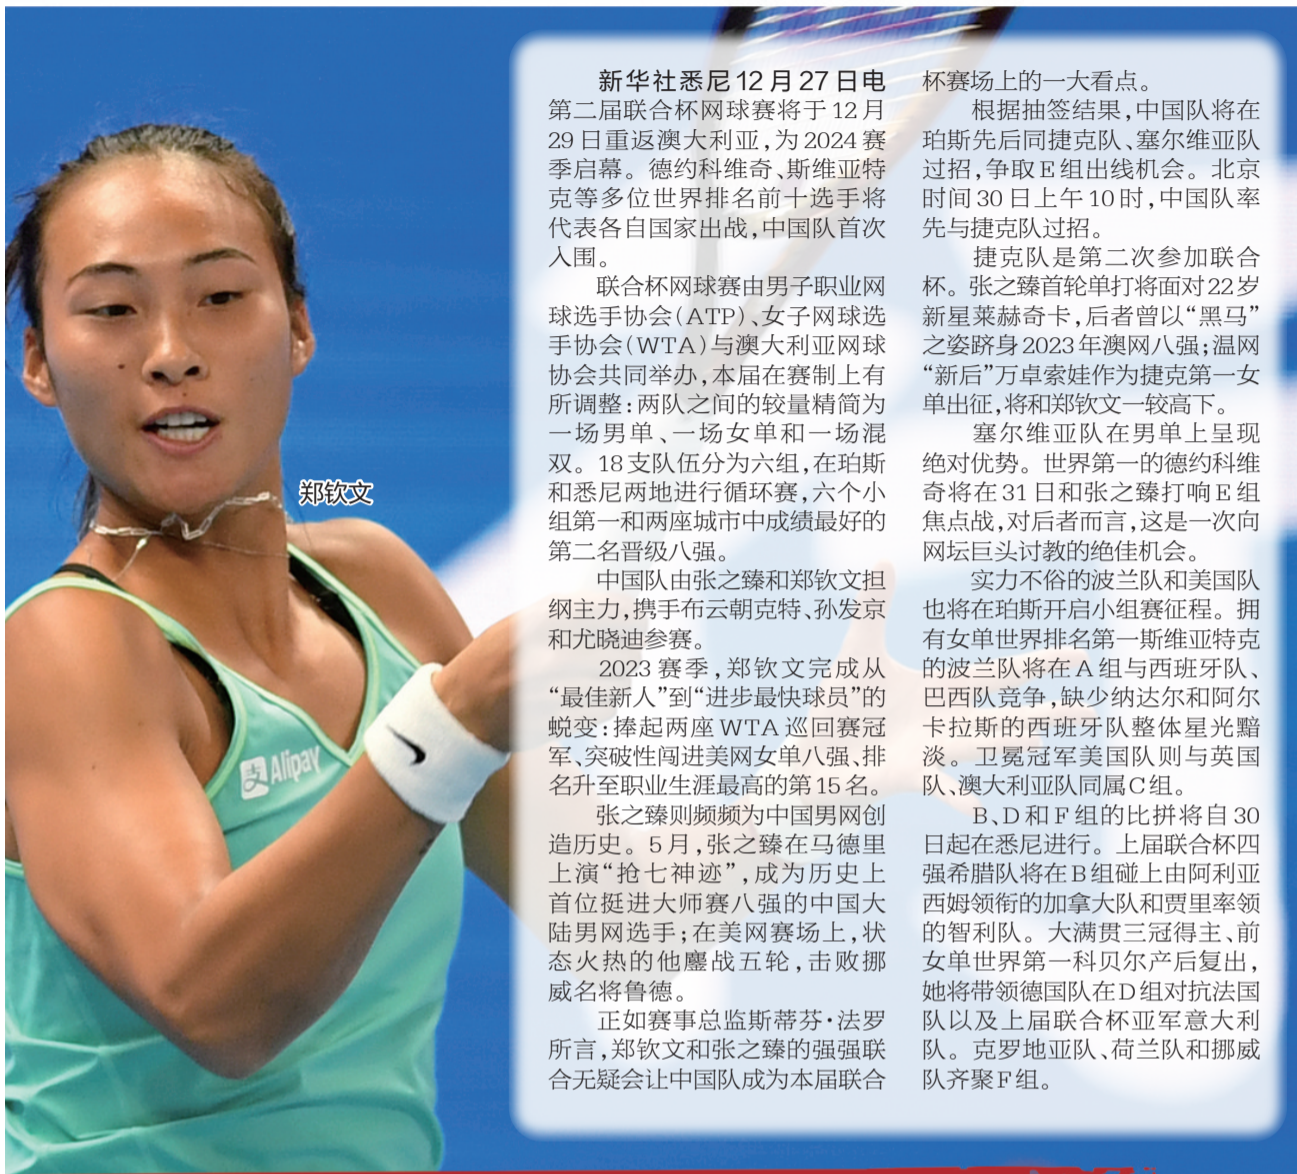 郑钦文
Alipay
新华社悉尼12月27日电
第二届联合杯网球赛将于12月
29日重返澳大利亚,为2024赛
季启幕。德约科维奇、斯维亚特
克等多位世界排名前十选手将
代表各自国家出战,中国队首次
入围。
联合杯网球赛由男子职业网
球选手协会(ATP)、女子网球选
手协会(WTA)与澳大利亚网球
协会共同举办,本届在赛制上有
所调整:两队之间的较量精简为
一场男单、一场女单和一场混
双。18支队伍分为六组,在珀斯
和悉尼两地进行循环赛,六个小
组第一和两座城市中成绩最好的
第二名晋级八强。
中国队由张之臻和郑钦文担
纲主力,携手布云朝克特、孙发京
和尤晓迪参赛。
2023赛季,郑钦文完成从
“最佳新人”到“进步最快球员”的
蜕变:捧起两座WTA巡回赛冠
军、突破性闯进美网女单八强、排
名升至职业生涯最高的第15名。
张之臻则频频为中国男网创
造历史。5月,张之臻在马德里
上演“抢七神迹”,成为历史上
首位挺进大师赛八强的中国大
陆男网选手;在美网赛场上,状
态火热的他鏖战五轮,击败挪
威名将鲁德。
正如赛事总监斯蒂芬·法罗
所言,郑钦文和张之臻的强强联
合无疑会让中国队成为本届联合
杯赛场上的一大看点。
根据抽签结果,中国队将在
珀斯先后同捷克队、塞尔维亚队
过招,争取E组出线机会。北京
时间30日上午10时,中国队率
先与捷克队过招。
捷克队是第二次参加联合
杯。张之臻首轮单打将面对22岁
新星莱赫奇卡,后者曾以“黑马”
之姿跻身2023年澳网八强;温网
“新后”万卓索娃作为捷克第一女
单出征,将和郑钦文一较高下。
塞尔维亚队在男单上呈现
绝对优势。世界第一的德约科维
奇将在31日和张之臻打响E组
焦点战,对后者而言,这是一次向
网坛巨头讨教的绝佳机会。
实力不俗的波兰队和美国队
也将在珀斯开启小组赛征程。拥
有女单世界排名第一斯维亚特克
的波兰队将在A组与西班牙队、
巴西队竞争,缺少纳达尔和阿尔
卡拉斯的西班牙队整体星光黯
淡。卫冕冠军美国队则与英国
队、澳大利亚队同属C组。
B、D和F组的比拼将自30
日起在悉尼进行。上届联合杯四
强希腊队将在B组碰上由阿利亚
西姆领衔的加拿大队和贾里率领
的智利队。大满贯三冠得主、前
女单世界第一科贝尔产后复出,
她将带领德国队在D组对抗法国
队以及上届联合杯亚军意大利
队。克罗地亚队、荷兰队和挪威
队齐聚F组。